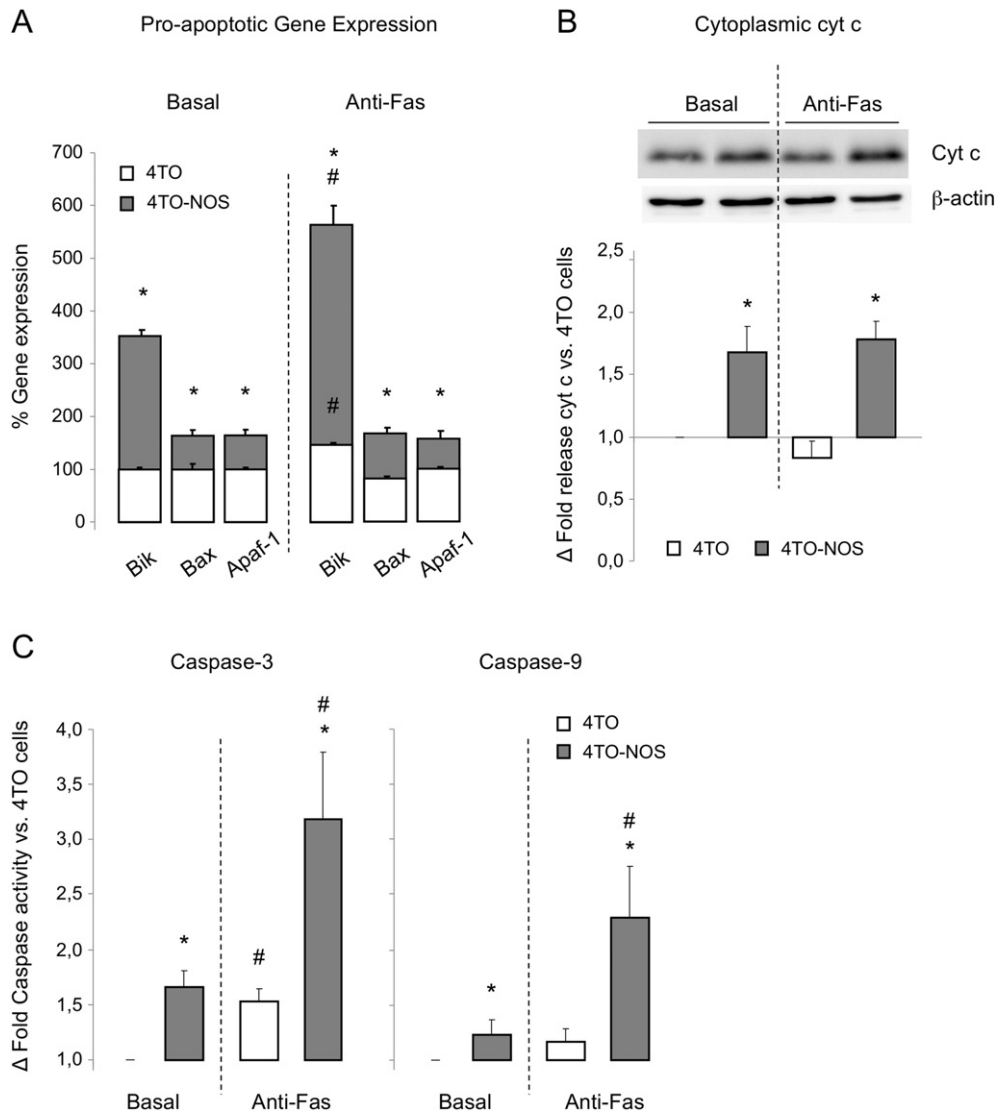 A
Pro-apoptotic Gene Expression
Basal
Anti-Fas
% Gene expression
700
600
500
400
300
200
100
0
4TO
4TO-NOS
*
*
*
*
#
#
*
*
Bik
Bax
Apaf-1
Bik
Bax
Apaf-1
B
Cytoplasmic cyt c
Basal
Anti-Fas
Cyt c
β-actin
Δ Fold release cyt c vs. 4TO cells
2,5
2,0
1,5
1,0
0,5
0,0
*
*
4TO
4TO-NOS
C
Caspase-3
Caspase-9
Δ Fold Caspase activity vs. 4TO cells
4,0
3,5
3,0
2,5
2,0
1,5
1,0
*
#
#
*
4TO
4TO-NOS
*
#
*
Basal
Anti-Fas
Basal
Anti-Fas